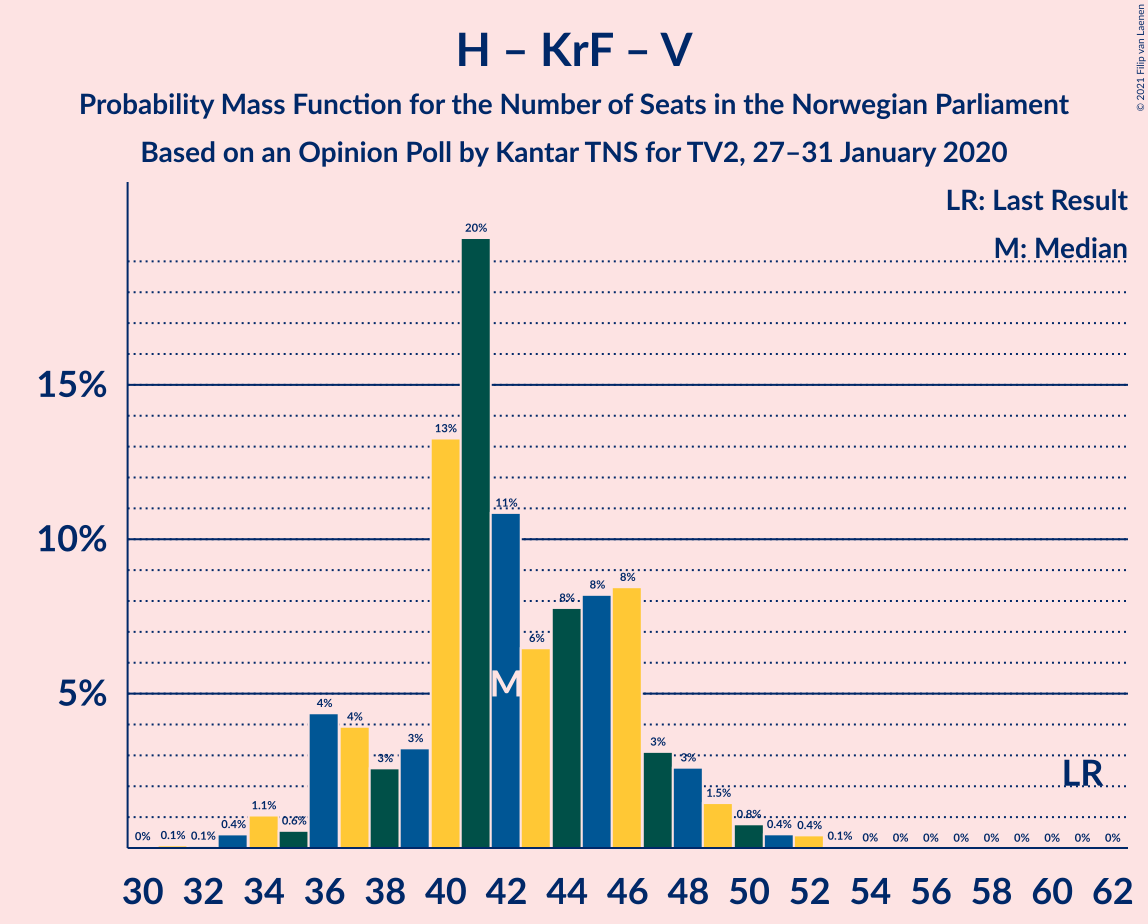 H – KrF – V
Probability Mass Function for the Number of Seats in the Norwegian Parliament
Based on an Opinion Poll by Kantar TNS for TV2, 27–31 January 2020
© 2021 Filip van Laenen
LR: Last Result
M: Median
15%
10%
5%
0% 0.1% 0.1% 0.4% 1.1% 0.6% 4% 4% 3% 3% 13% 20% 11% 6% 8% 8% 8% 3% 3% 1.5% 0.8% 0.4% 0.4% 0.1% 0% 0% 0% 0% 0% 0% 0% 0% 0%
M
LR
30 32 34 36 38 40 42 44 46 48 50 52 54 56 58 60 62